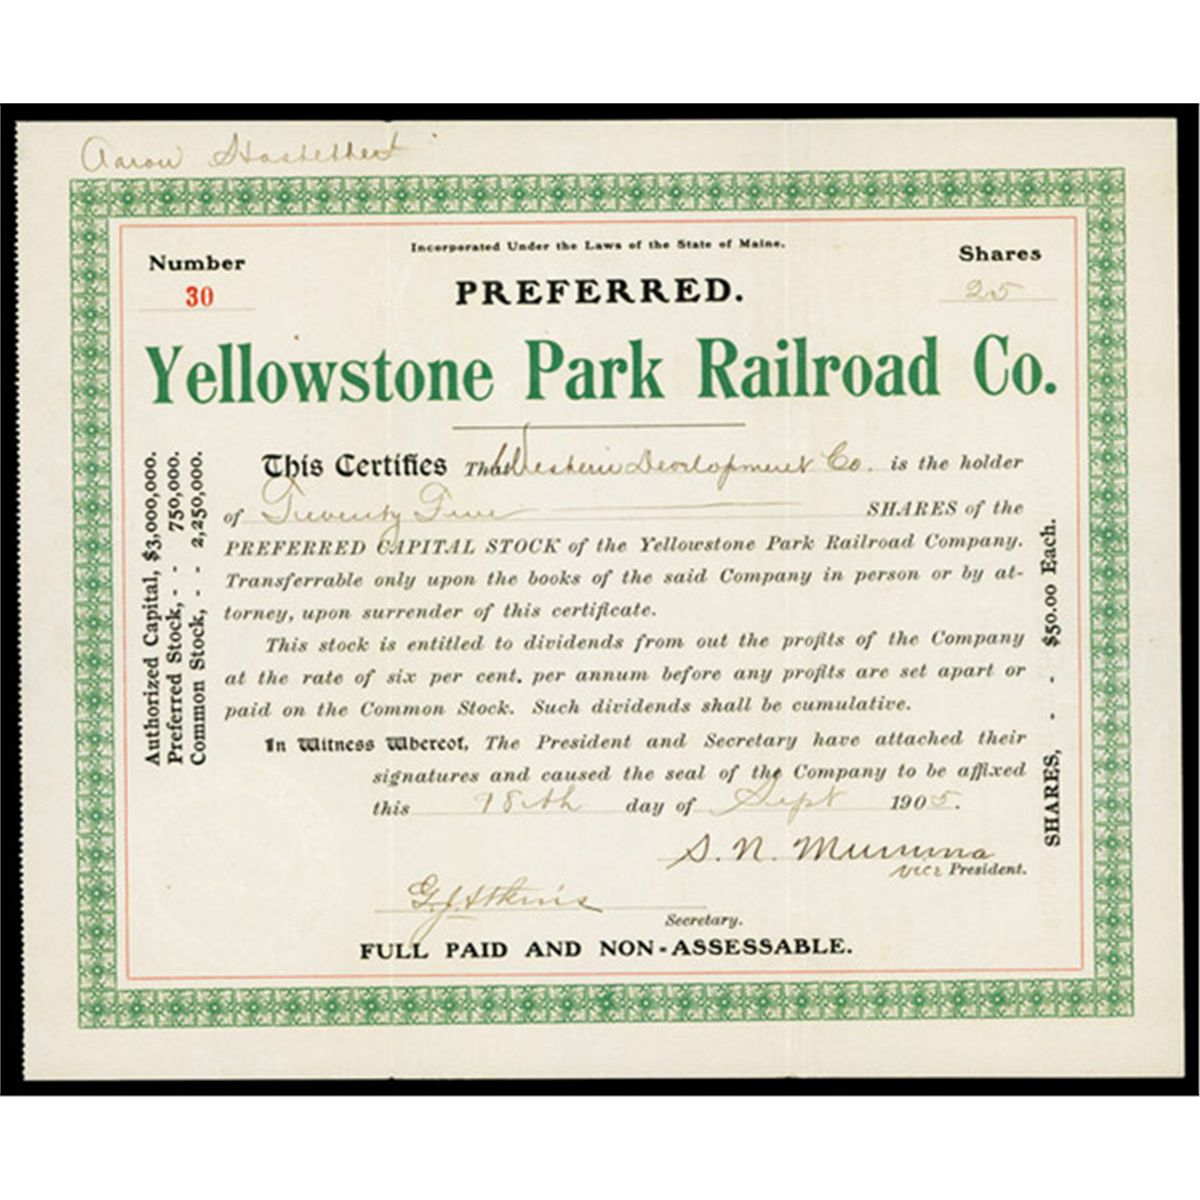 Aaron
Incorporated Under the Laws of the State of Maine.
Number
30
PREFERRED.
Shares
25
Yellowstone Park Railroad Co.
This Certifies That Western Development Co. is the holder
of Twenty Five SHARES of the
PREFERRED CAPITAL STOCK of the Yellowstone Park Railroad Company.
Transferrable only upon the books of the said Company in person or by at-
torney, upon surrender of this certificate.
This stock is entitled to dividends from out the profits of the Company
at the rate of six per cent. per annum before any profits are set apart or
paid on the Common Stock. Such dividends shall be cumulative.
In Witness Whereof, The President and Secretary have attached their
signatures and caused the seal of the Company to be affixed
this 18th day of Sept 1905.
S. N. Mumma
vice President.
G. J. Atkins
Secretary.
FULL PAID AND NON-ASSESSABLE.
Authorized Capital, $3,000,000.
Preferred Stock, - - 750,000.
Common Stock, - - 2,250,000.
SHARES, - - $50.00 Each.